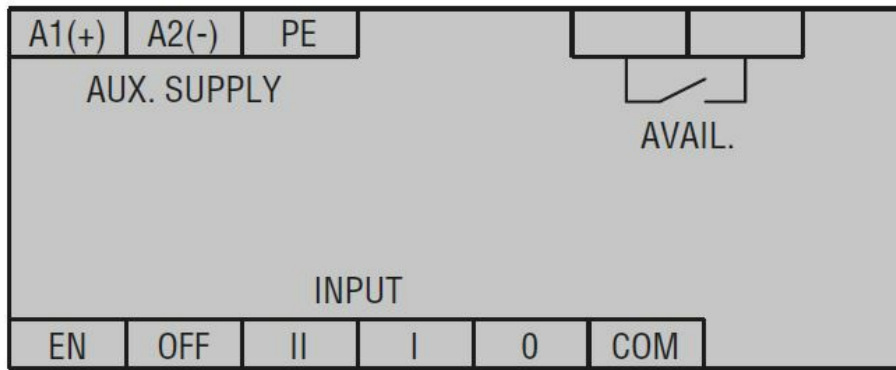 A1(+) A2(-) PE
AUX. SUPPLY
AVAIL.
INPUT
EN OFF II I 0 COM